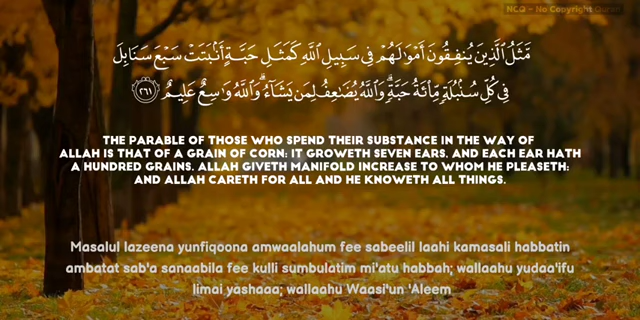 NCQ - No Copyright Quran
مَّثَلُ الَّذِينَ يُنفِقُونَ أَمْوَالَهُمْ فِي سَبِيلِ اللَّهِ كَمَثَلِ حَبَّةٍ أَنبَتَتْ سَبْعَ سَنَابِلَ
فِي كُلِّ سُنبُلَةٍ مِّائَةُ حَبَّةٍ ۗ وَاللَّهُ يُضَاعِفُ لِمَن يَشَاءُ ۗ وَاللَّهُ وَاسِعٌ عَلِيمٌ ٢٦١
THE PARABLE OF THOSE WHO SPEND THEIR SUBSTANCE IN THE WAY OF
ALLAH IS THAT OF A GRAIN OF CORN: IT GROWETH SEVEN EARS, AND EACH EAR HATH
A HUNDRED GRAINS. ALLAH GIVETH MANIFOLD INCREASE TO WHOM HE PLEASETH:
AND ALLAH CARETH FOR ALL AND HE KNOWETH ALL THINGS.
Masalul lazeena yunfiqoona amwaalahum fee sabeelil laahi kamasali habbatin
ambatat sab'a sanaabila fee kulli sumbulatim mi'atu habbah; wallaahu yudaa'ifu
limai yashaaa; wallaahu Waasi'un 'Aleem